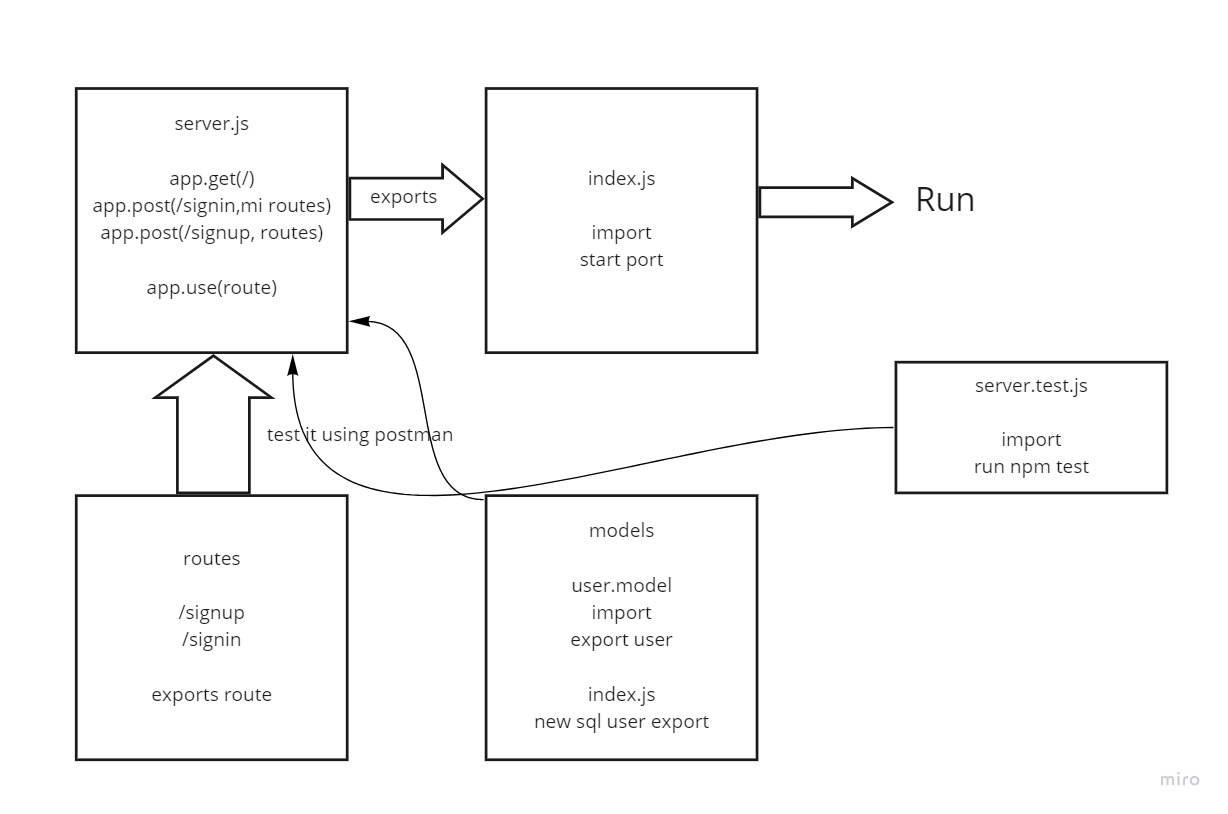 server.js
app.get(/)
app.post(/signin,mi routes)
app.post(/signup, routes)
app.use(route)
exports
index.js
import
start port
Run
test it using postman
server.test.js
import
run npm test
routes
/signup
/signin
exports route
models
user.model
import
export user
index.js
new sql user export
miro